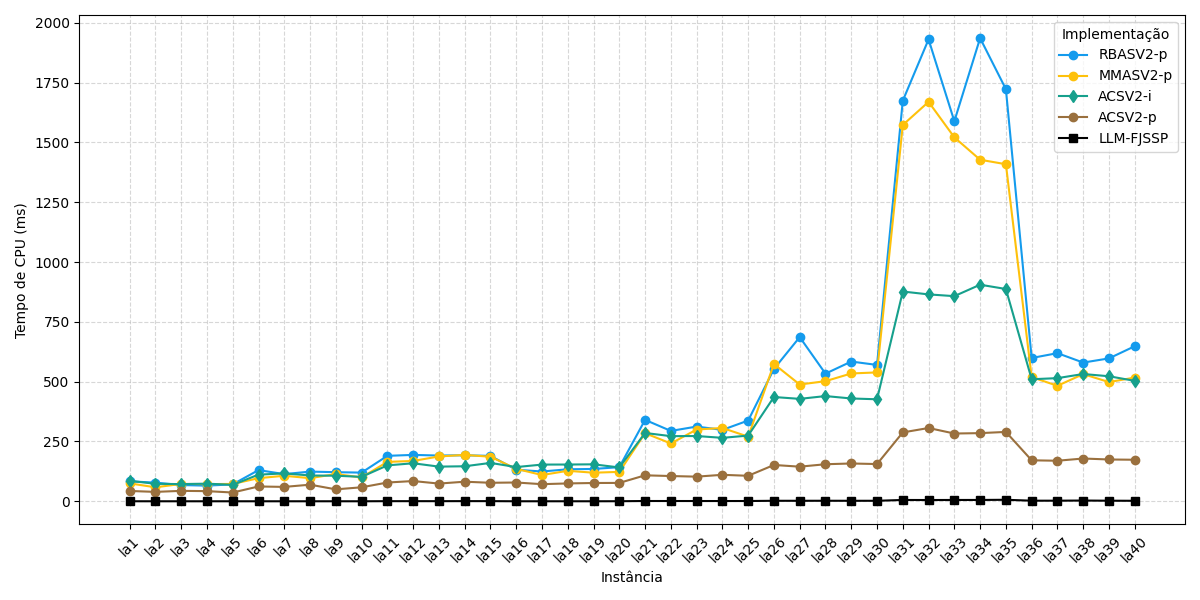 2000
1750
1500
1250
1000
750
500
250
0
Tempo de CPU (ms)
Implementação
RBASV2-p
MMASV2-p
ACSV2-i
ACSV2-p
LLM-FJSSP
la1
la2
la3
la4
la5
la6
la7
la8
la9
la10
la11
la12
la13
la14
la15
la16
la17
la18
la19
la20
la21
la22
la23
la24
la25
la26
la27
la28
la29
la30
la31
la32
la33
la34
la35
la36
la37
la38
la39
la40
Instância